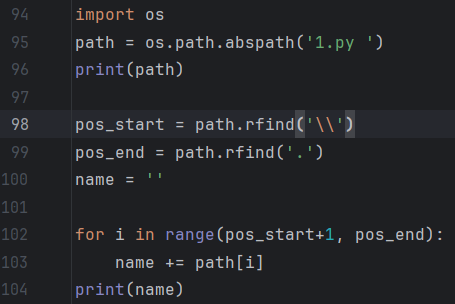 94 import os
95 path = os.path.abspath('1.py ')
96 print(path)
97
98 pos_start = path.rfind('\\')
99 pos_end = path.rfind('.')
100 name = ''
101
102 for i in range(pos_start+1, pos_end):
103     name += path[i]
104 print(name)